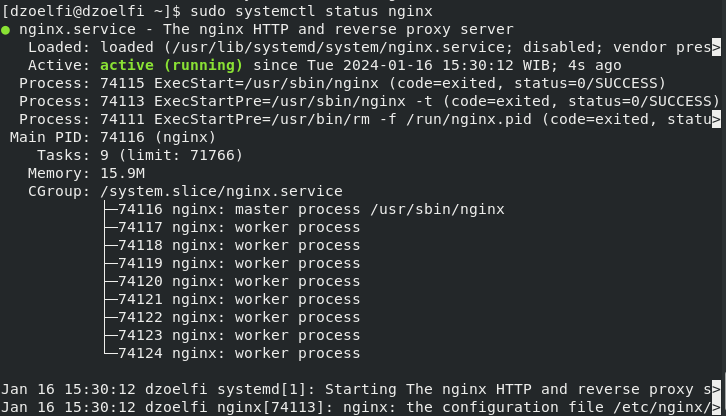 [dzoelfi@dzoelfi ~]$ sudo systemctl status nginx
● nginx.service - The nginx HTTP and reverse proxy server
   Loaded: loaded (/usr/lib/systemd/system/nginx.service; disabled; vendor pres>
   Active: active (running) since Tue 2024-01-16 15:30:12 WIB; 4s ago
  Process: 74115 ExecStart=/usr/sbin/nginx (code=exited, status=0/SUCCESS)
  Process: 74113 ExecStartPre=/usr/sbin/nginx -t (code=exited, status=0/SUCCESS)
  Process: 74111 ExecStartPre=/usr/bin/rm -f /run/nginx.pid (code=exited, statu>
 Main PID: 74116 (nginx)
    Tasks: 9 (limit: 71766)
   Memory: 15.9M
   CGroup: /system.slice/nginx.service
           ├─74116 nginx: master process /usr/sbin/nginx
           ├─74117 nginx: worker process
           ├─74118 nginx: worker process
           ├─74119 nginx: worker process
           ├─74120 nginx: worker process
           ├─74121 nginx: worker process
           ├─74122 nginx: worker process
           ├─74123 nginx: worker process
           └─74124 nginx: worker process
Jan 16 15:30:12 dzoelfi systemd[1]: Starting The nginx HTTP and reverse proxy s>
Jan 16 15:30:12 dzoelfi nginx[74113]: nginx: the configuration file /etc/nginx/>